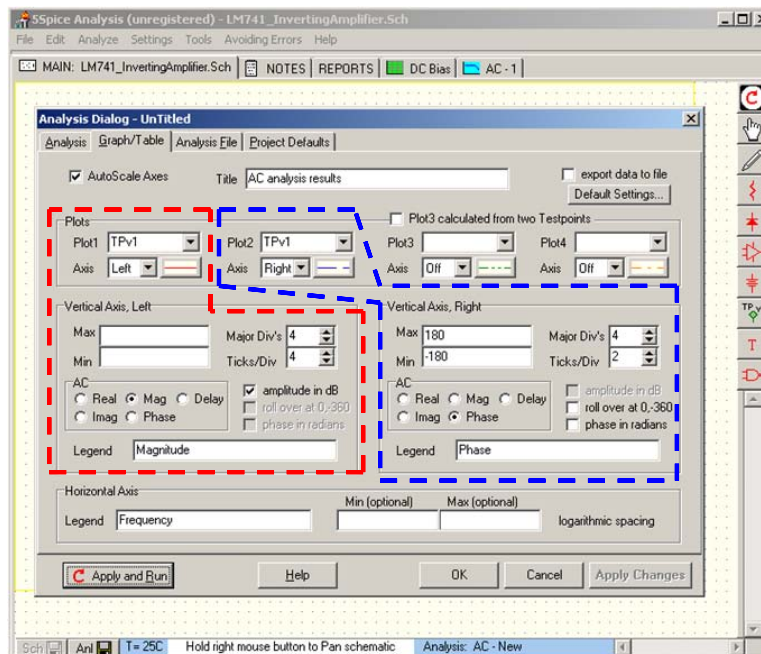 5Spice Analysis (unregistered) - LM741_InvertingAmplifier.Sch
File Edit Analyze Settings Tools Avoiding Errors Help
MAIN: LM741_InvertingAmplifier.Sch NOTES REPORTS DC Bias AC - 1
Analysis Dialog - UnTitled
Analysis Graph/Table Analysis File Project Defaults
AutoScale Axes Title AC analysis results export data to file
Default Settings...
Plots Plot3 calculated from two Testpoints
Plot1 TPv1 Plot2 TPv1 Plot3 Plot4
Axis Left Axis Right Axis Off Axis Off
Vertical Axis, Left Vertical Axis, Right
Max Major Div's 4 Max 180 Major Div's 4
Min Ticks/Div 4 Min -180 Ticks/Div 2
AC amplitude in dB AC amplitude in dB
Real Mag Delay roll over at 0,-360 Real Mag Delay roll over at 0,-360
Imag Phase phase in radians Imag Phase phase in radians
Legend Magnitude Legend Phase
Horizontal Axis Min (optional) Max (optional)
Legend Frequency logarithmic spacing
Apply and Run Help OK Cancel Apply Changes
TP v
T
Sch Anl T= 25C Hold right mouse button to Pan schematic Analysis: AC - New